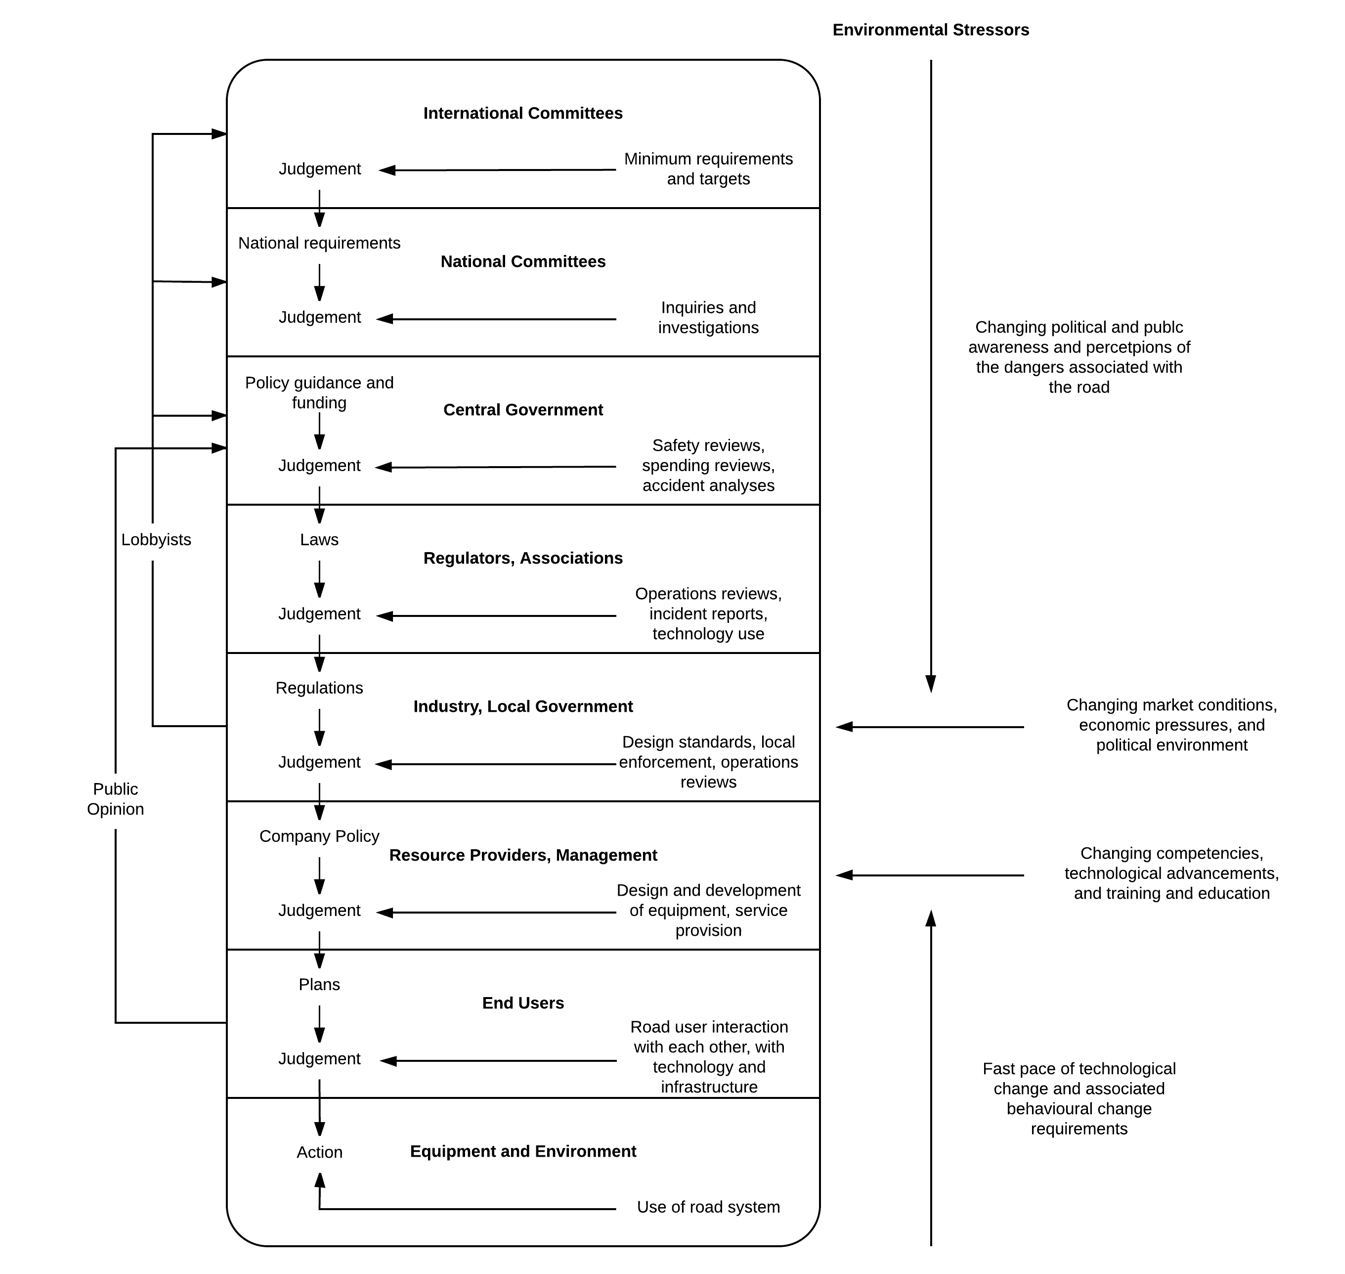 Environmental Stressors
International Committees
Judgement
Minimum requirements
and targets
National requirements
National Committees
Judgement
Inquiries and
investigations
Policy guidance and
funding
Central Government
Judgement
Safety reviews,
spending reviews,
accident analyses
Laws
Regulators, Associations
Judgement
Operations reviews,
incident reports,
technology use
Regulations
Industry, Local Government
Judgement
Design standards, local
enforcement, operations
reviews
Company Policy
Resource Providers, Management
Judgement
Design and development
of equipment, service
provision
Plans
End Users
Judgement
Road user interaction
with each other, with
technology and
infrastructure
Action
Equipment and Environment
Use of road system
Lobbyists
Public
Opinion
Changing political and publc
awareness and percetpions of
the dangers associated with
the road
Changing market conditions,
economic pressures, and
political environment
Changing competencies,
technological advancements,
and training and education
Fast pace of technological
change and associated
behavioural change
requirements